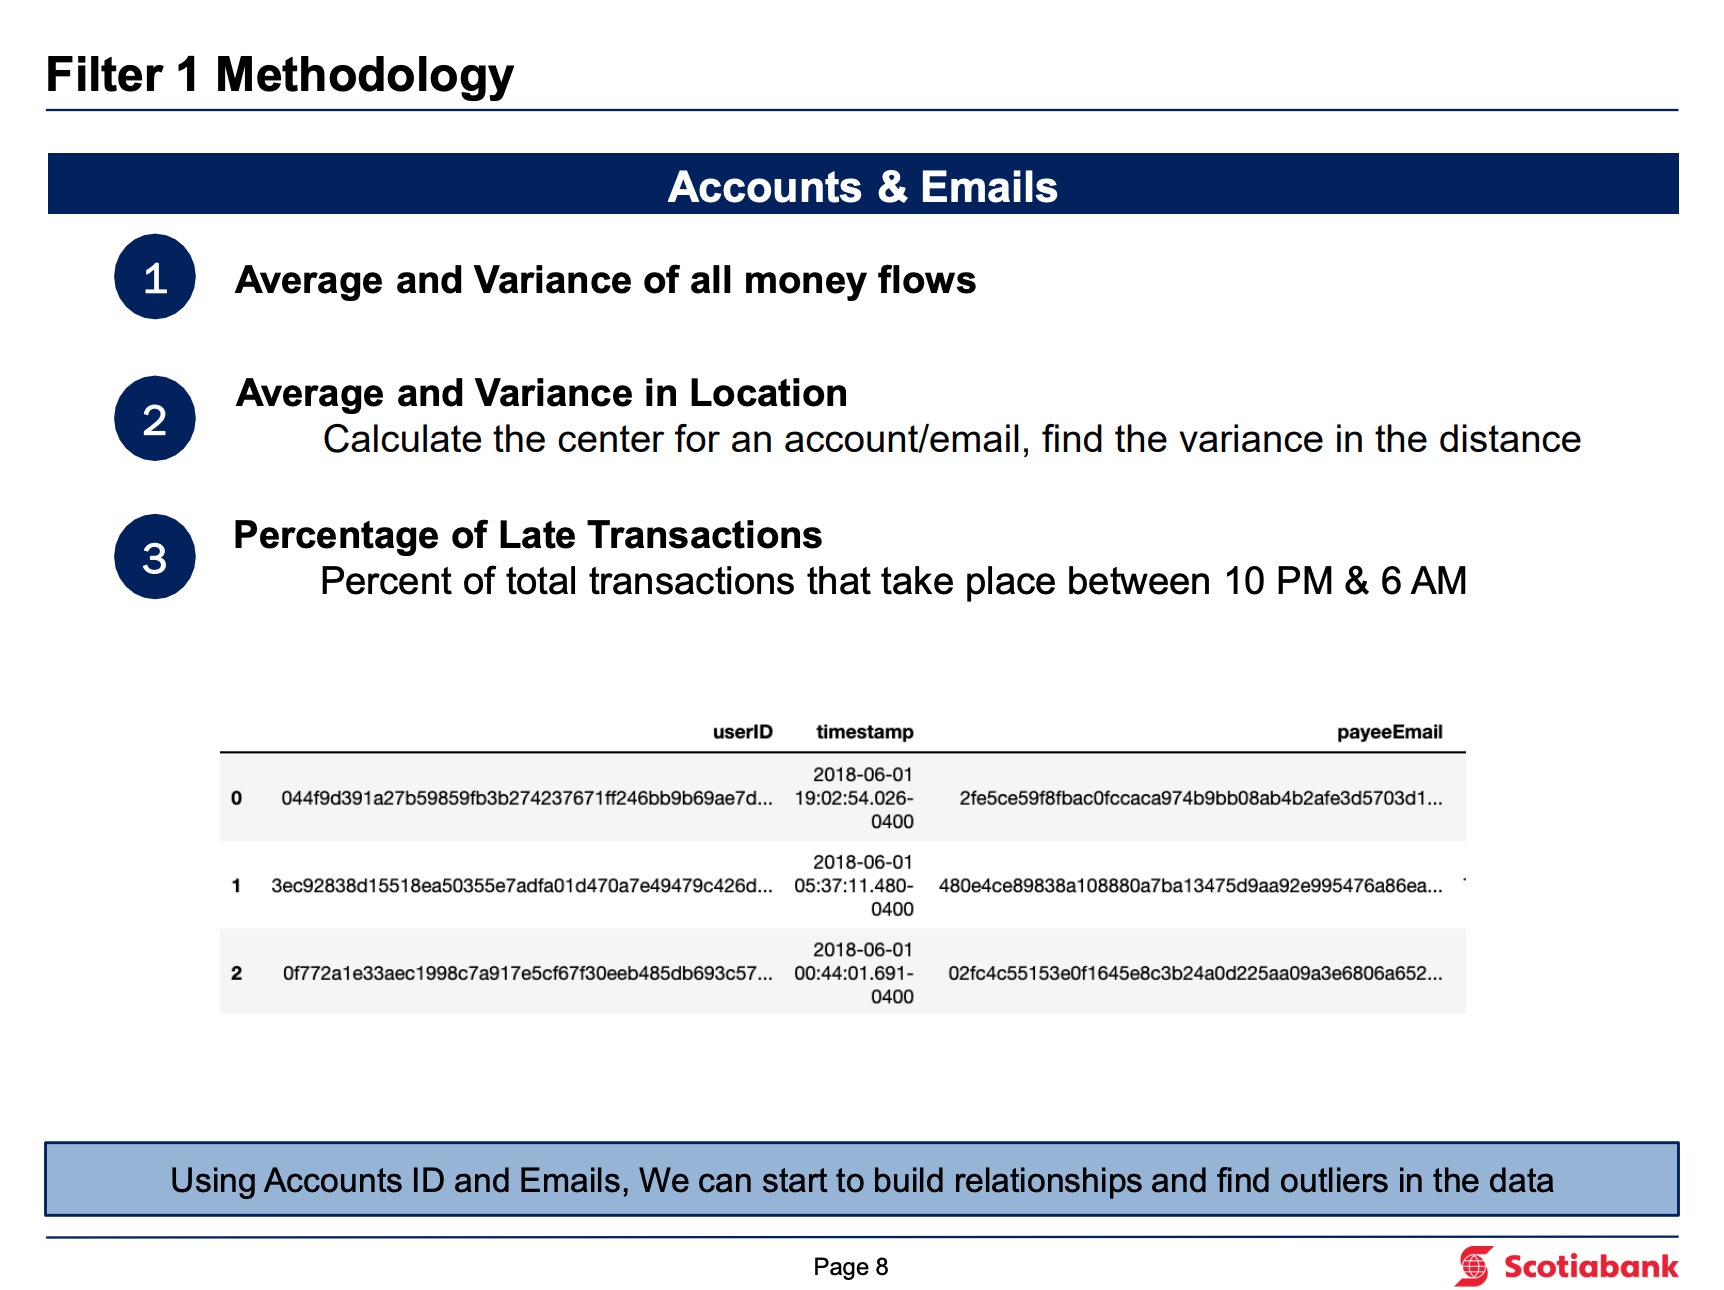 Filter 1 Methodology
Accounts & Emails
1
Average and Variance of all money flows
2
Average and Variance in Location
Calculate the center for an account/email, find the variance in the distance
3
Percentage of Late Transactions
Percent of total transactions that take place between 10 PM & 6 AM
userID timestamp payeeEmail
2018-06-01
0 044f9d391a27b59859fb3b274237671ff246bb9b69ae7d... 19:02:54.026- 2fe5ce59f8fbac0fccaca974b9bb08ab4b2afe3d5703d1...
0400
2018-06-01
1 3ec92838d15518ea50355e7adfa01d470a7e49479c426d... 05:37:11.480- 480e4ce89838a108880a7ba13475d9aa92e995476a86ea...
0400
2018-06-01
2 0f772a1e33aec1998c7a917e5cf67f30eeb485db693c57... 00:44:01.691- 02fc4c55153e0f1645e8c3b24a0d225aa09a3e6806a652...
0400
Using Accounts ID and Emails, We can start to build relationships and find outliers in the data
Page 8
Scotiabank